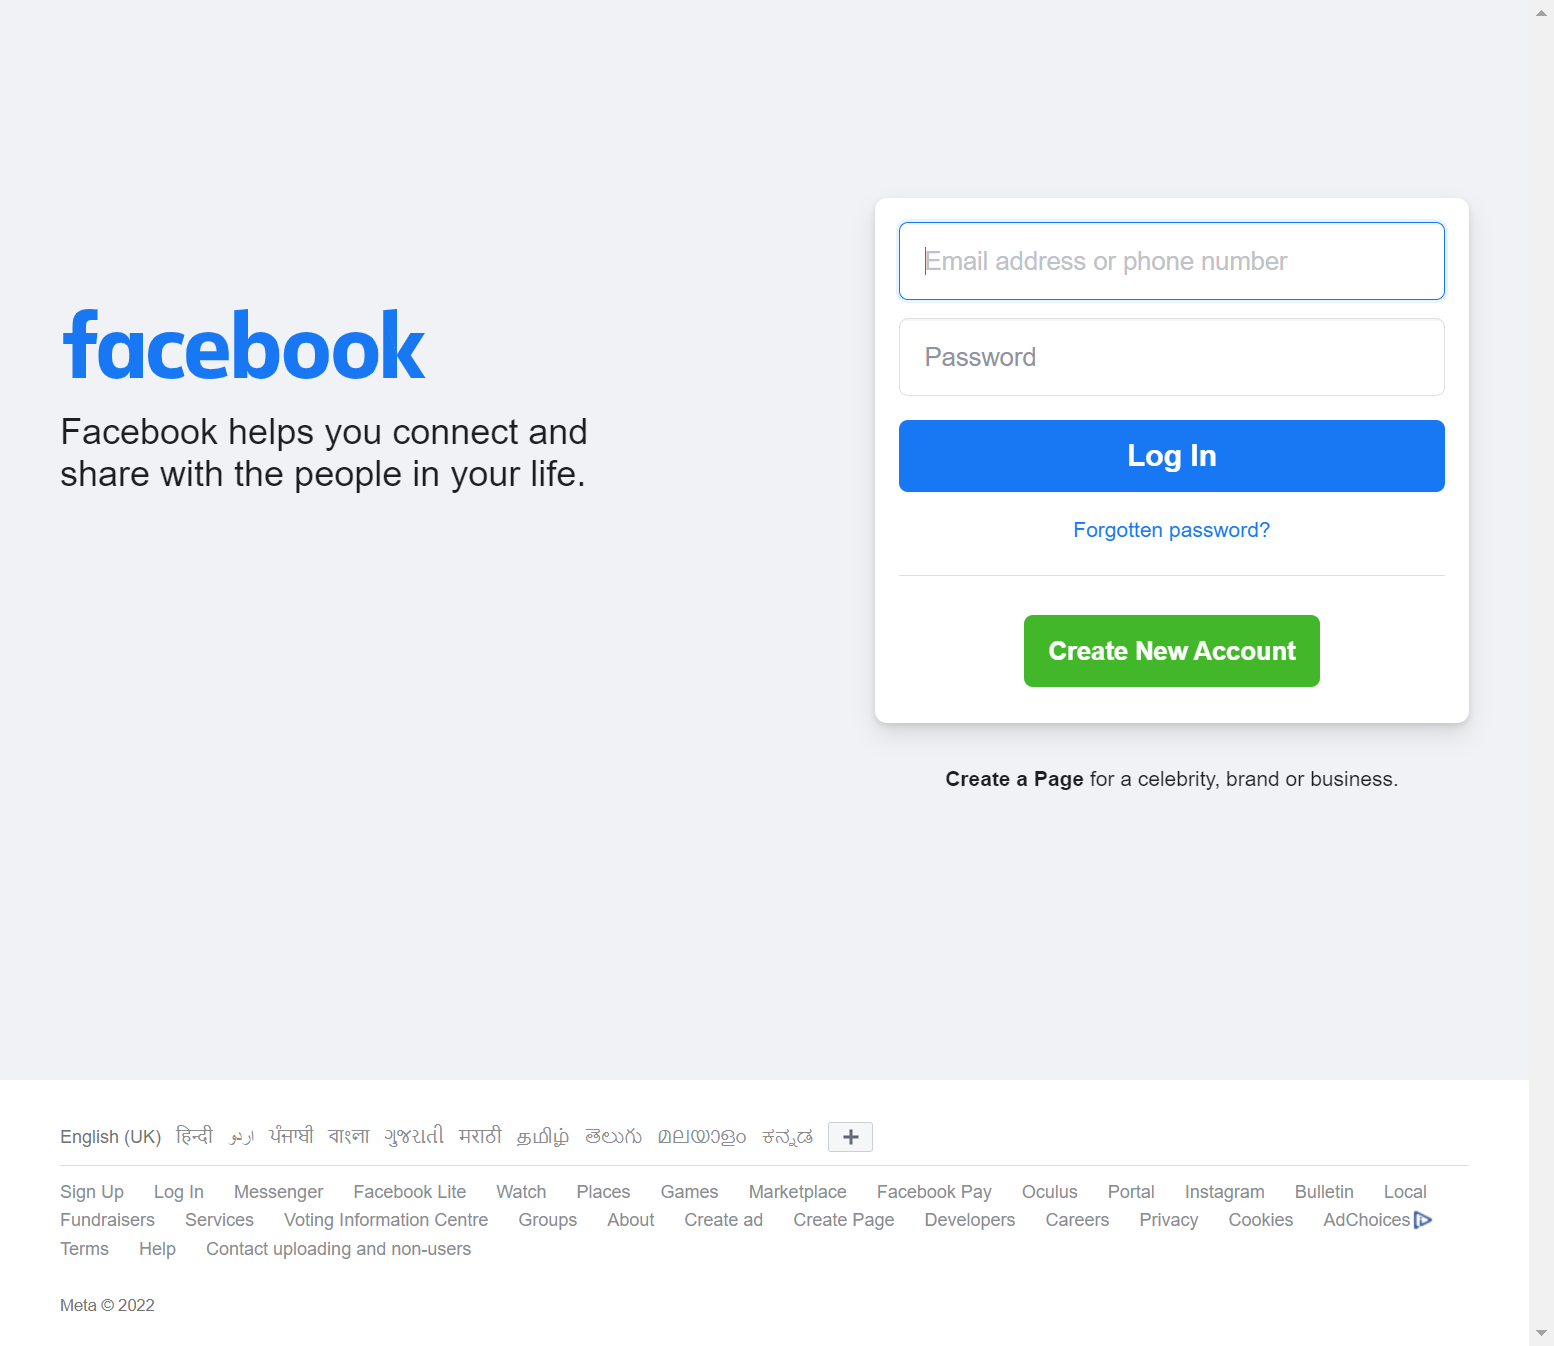 facebook
Facebook helps you connect and
share with the people in your life.
Email address or phone number
Password
Log In
Forgotten password?
Create New Account
Create a Page for a celebrity, brand or business.
English (UK) हिन्दी اردو ਪੰਜਾਬੀ বাংলা ગુજરાતી मराठी தமிழ் తెలుగు മലയാളം ಕನ್ನಡ +
Sign Up Log In Messenger Facebook Lite Watch Places Games Marketplace Facebook Pay Oculus Portal Instagram Bulletin Local
Fundraisers Services Voting Information Centre Groups About Create ad Create Page Developers Careers Privacy Cookies AdChoices
Terms Help Contact uploading and non-users
Meta © 2022